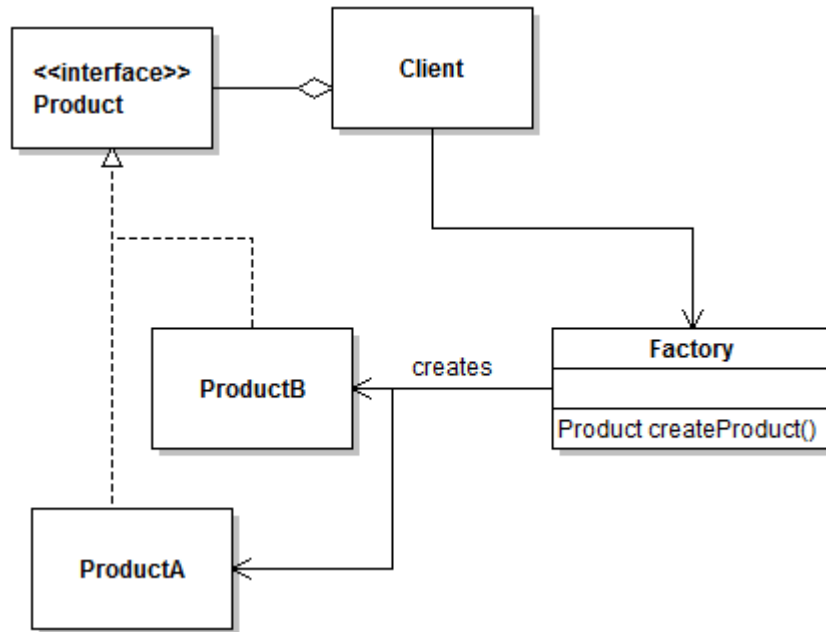 <<interface>>
Product
Client
Factory
creates
ProductB
Product createProduct()
ProductA